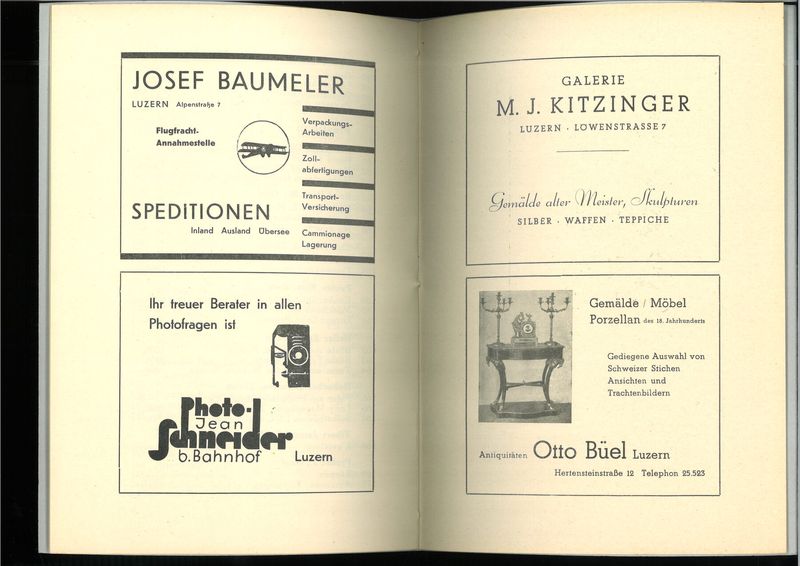 JOSEF BAUMELER
LUZERN Alpenstraße 7
Flugfracht-
Annahmestelle
Verpackungs-
Arbeiten
Zoll-
abfertigungen
Transport-
Versicherung
Cammionage
Lagerung
SPEDITIONEN
Inland Ausland Übersee
Ihr treuer Berater in allen
Photofragen ist
Photo-
Jean
Schneider
b. Bahnhof Luzern
GALERIE
M. J. KITZINGER
LUZERN · LÖWENSTRASSE 7
Gemälde alter Meister, Skulpturen
SILBER · WAFFEN · TEPPICHE
Gemälde / Möbel
Porzellan des 18. Jahrhunderts
Gediegene Auswahl von
Schweizer Stichen
Ansichten und
Trachtenbildern
Antiquitäten Otto Büel Luzern
Hertensteinstraße 12 Telephon 25.523